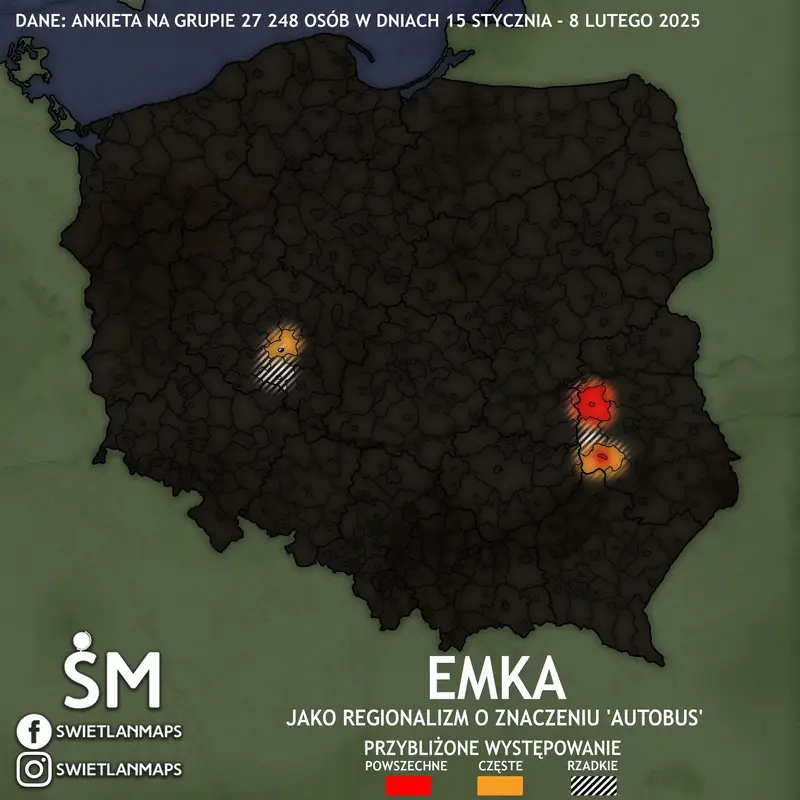 DANE: ANKIETA NA GRUPIE 27 248 OSÓB W DNIACH 15 STYCZNIA - 8 LUTEGO 2025
ŚM
SWIETLANMAPS
SWIETLANMAPS
EMKA
JAKO REGIONALIZM O ZNACZENIU 'AUTOBUS'
PRZYBLIŻONE WYSTĘPOWANIE
POWSZECHNE CZĘSTE RZADKIE